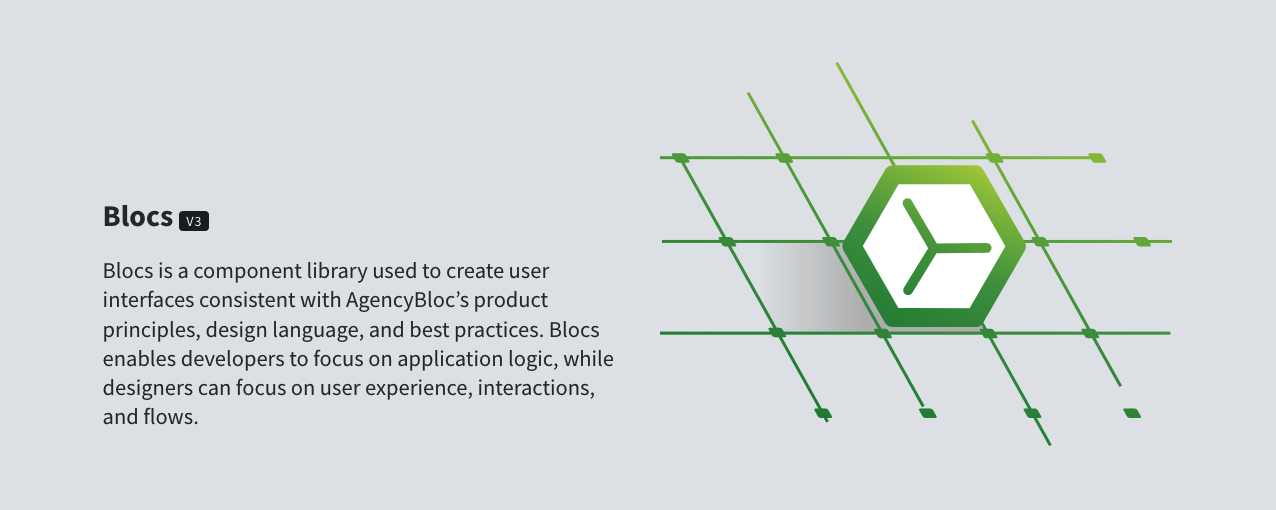 Blocs V3
Blocs is a component library used to create user
interfaces consistent with AgencyBloc’s product
principles, design language, and best practices. Blocs
enables developers to focus on application logic, while
designers can focus on user experience, interactions,
and flows.